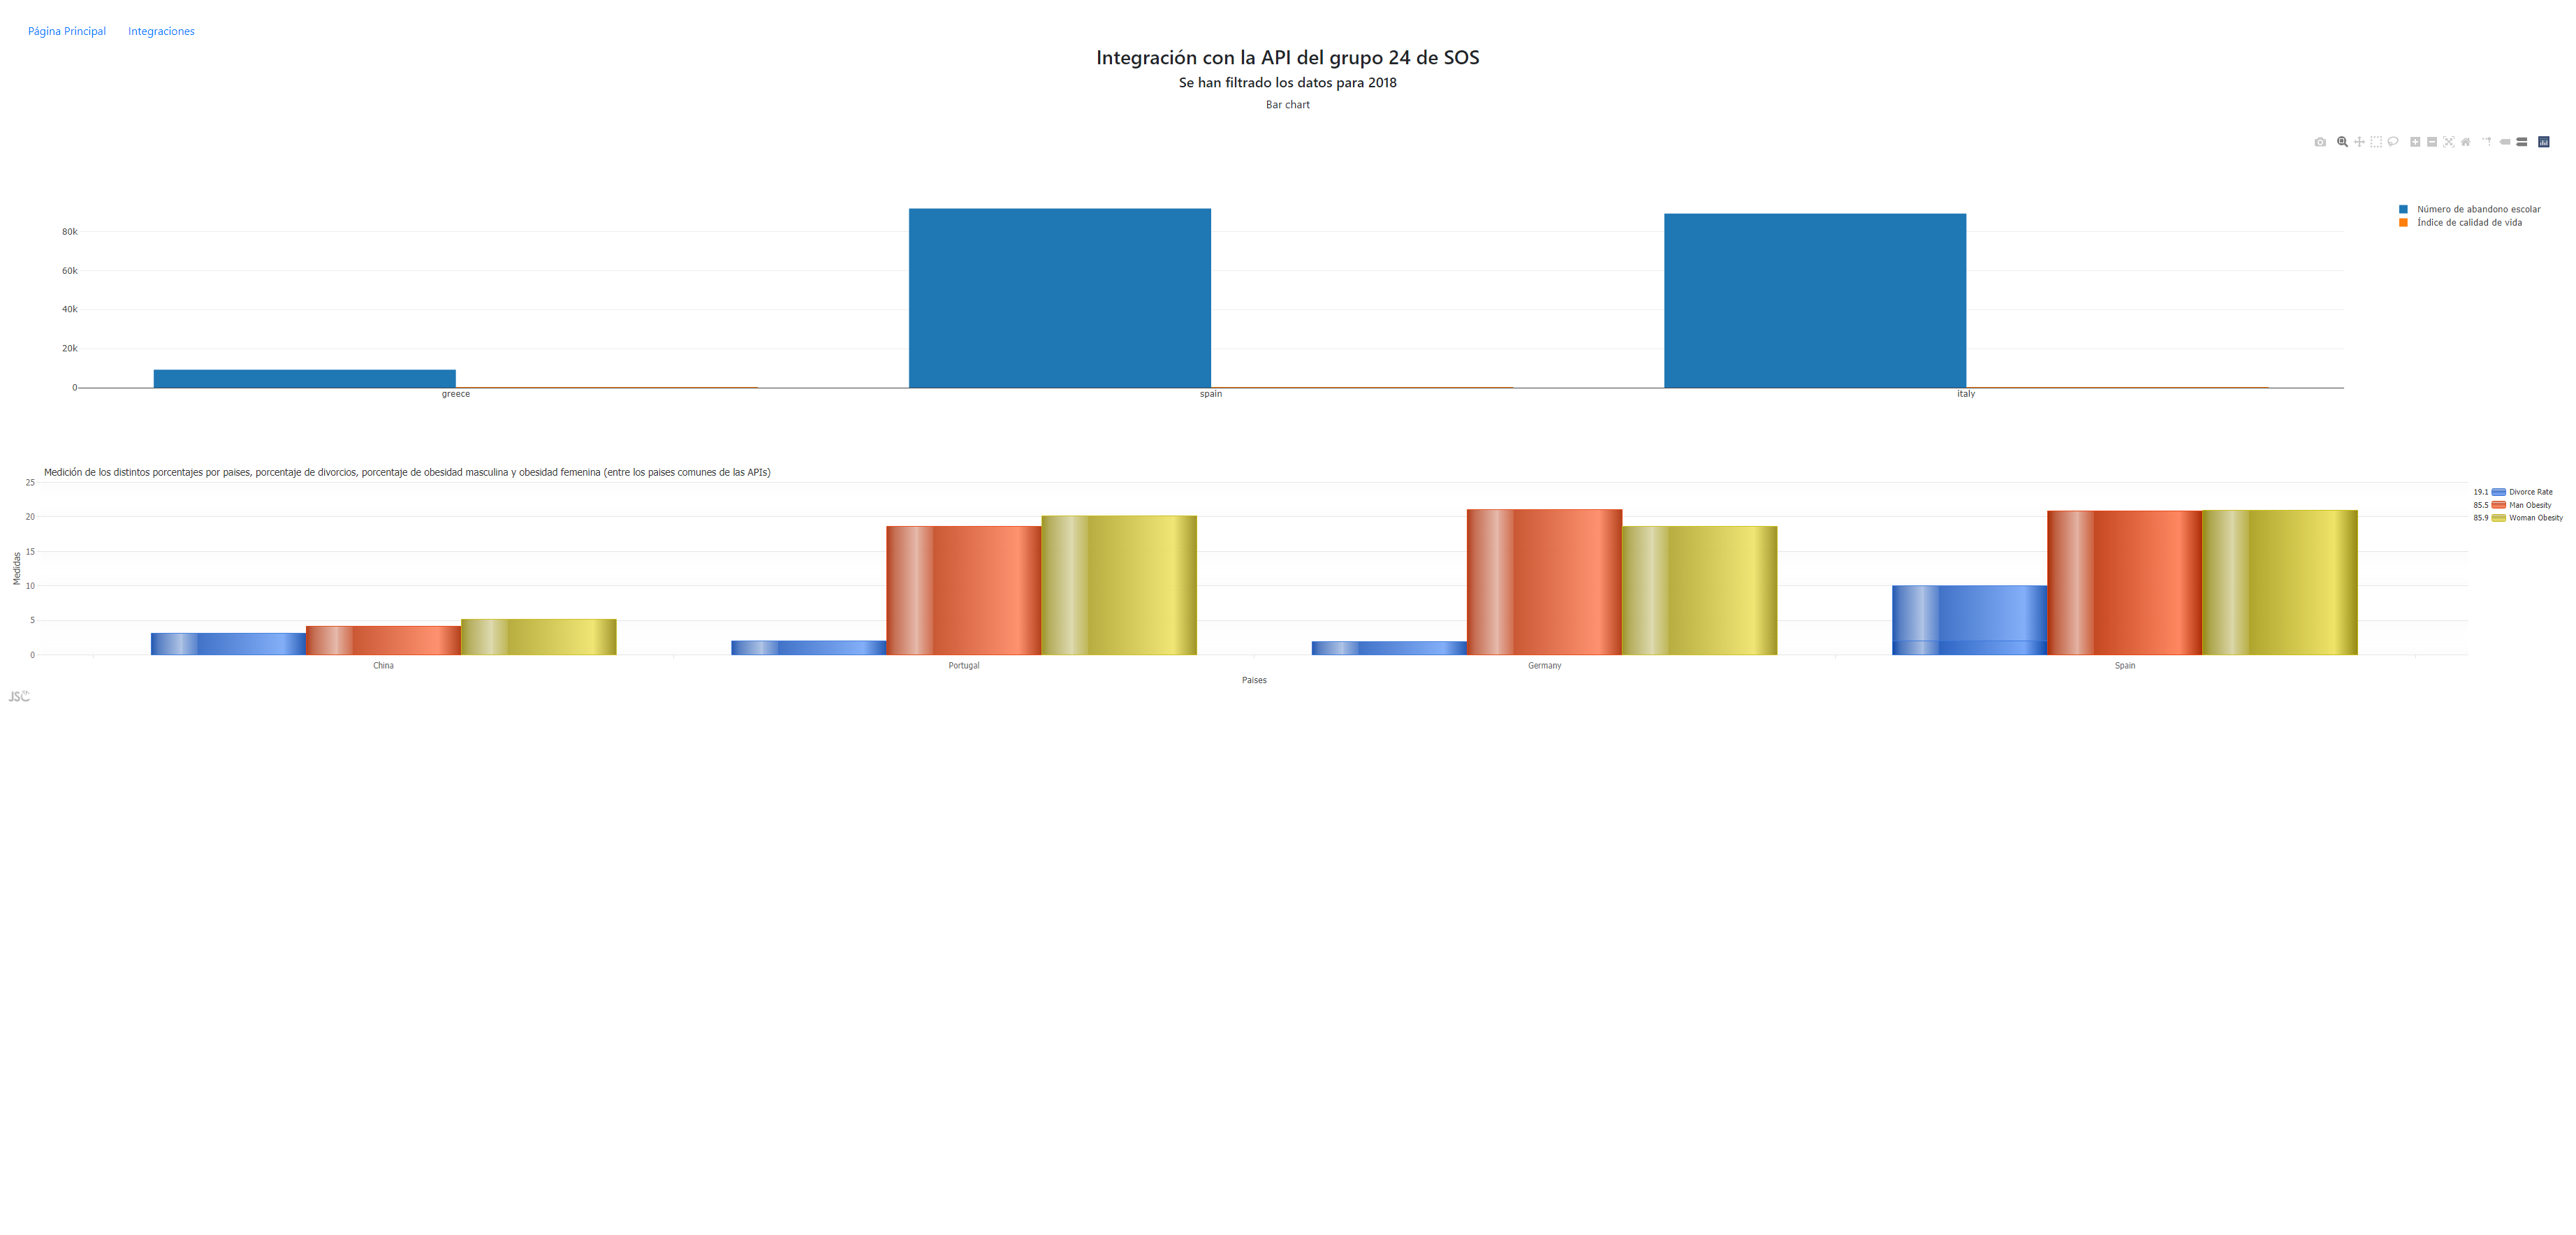 Página Principal Integraciones
Integración con la API del grupo 24 de SOS
Se han filtrado los datos para 2018
Bar chart
80k
60k
40k
20k
0
greece spain italy
Número de abandono escolar
Índice de calidad de vida
Medición de los distintos porcentajes por paises, porcentaje de divorcios, porcentaje de obesidad masculina y obesidad femenina (entre los paises comunes de las APIs)
25
20
15
10
5
0
Medidas
China Portugal Germany Spain
Paises
19.1 Divorce Rate
85.5 Man Obesity
85.9 Woman Obesity
JSC